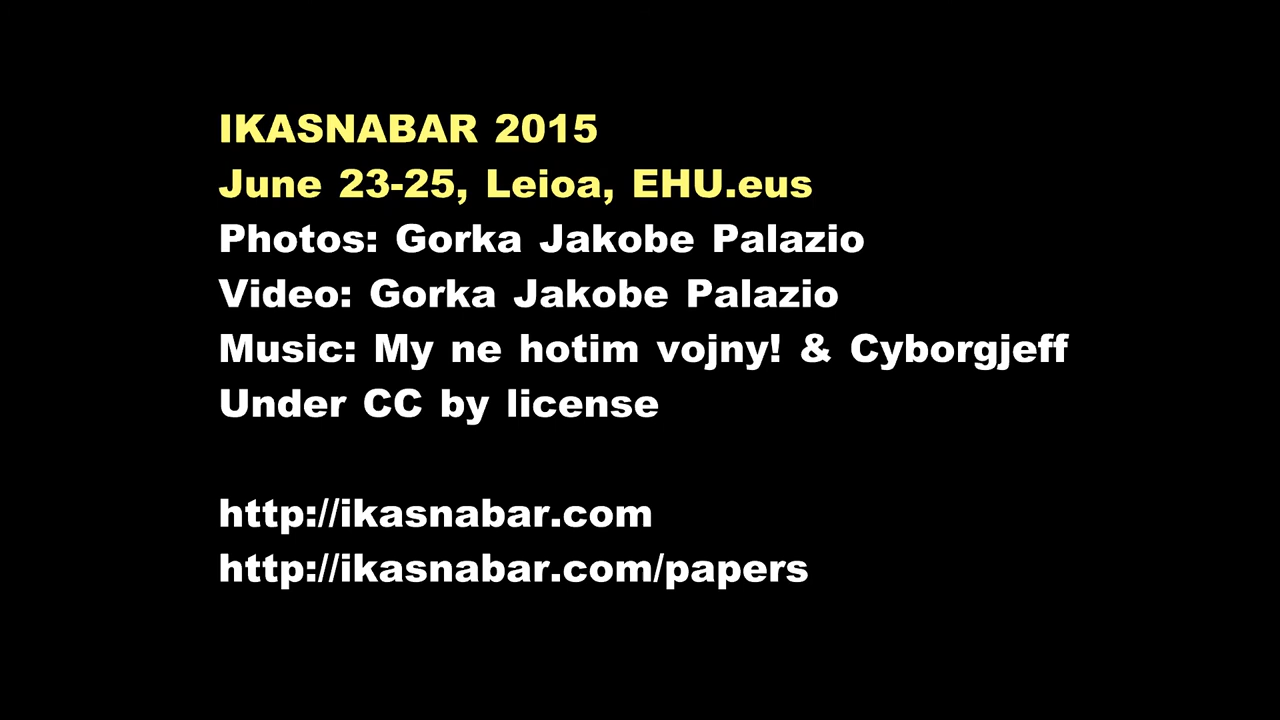 IKASNABAR 2015
June 23-25, Leioa, EHU.eus
Photos: Gorka Jakobe Palazio
Video: Gorka Jakobe Palazio
Music: My ne hotim vojny! & Cyborgjeff
Under CC by license
http://ikasnabar.com
http://ikasnabar.com/papers